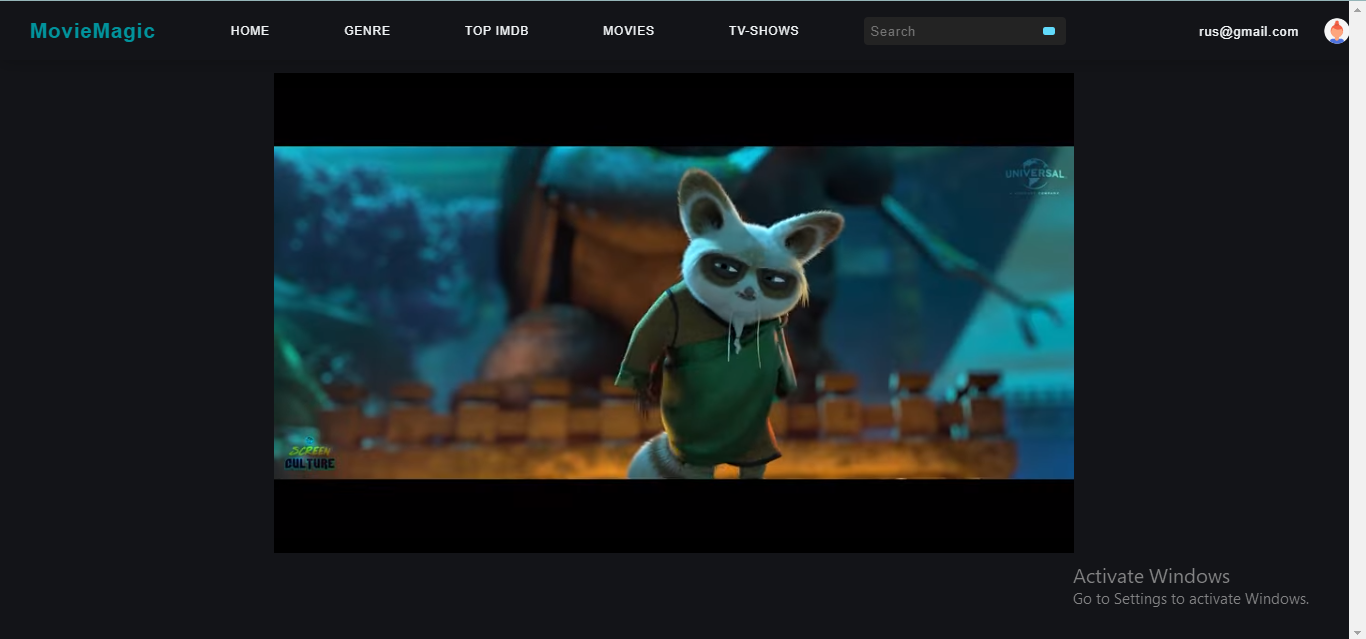 MovieMagic
HOME
GENRE
TOP IMDB
MOVIES
TV-SHOWS
Search
rus@gmail.com
UNIVERSAL
SCREEN
CULTURE
Activate Windows
Go to Settings to activate Windows.